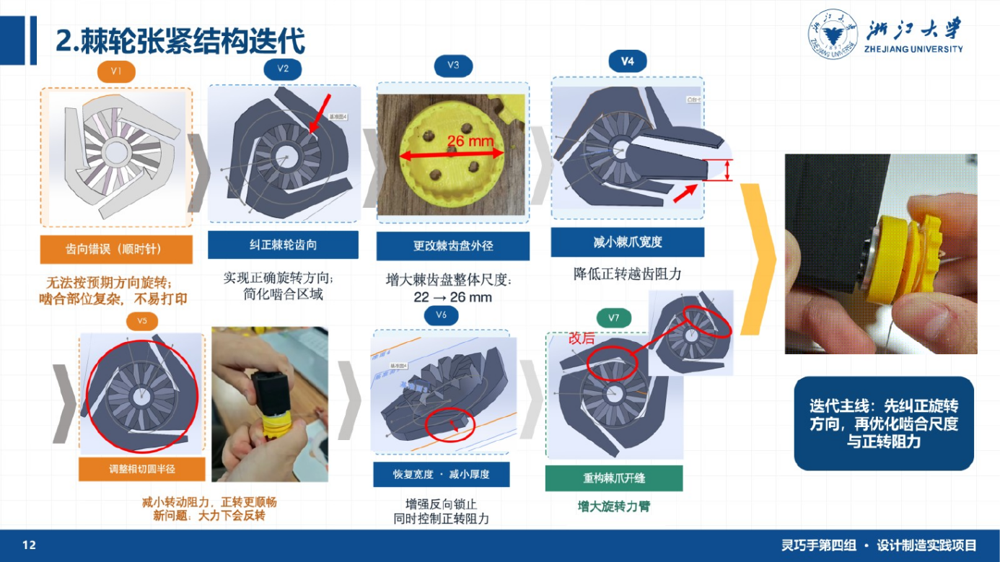 2.棘轮张紧结构迭代
浙江大学
ZHEJIANG UNIVERSITY
1897
V1
齿向错误（顺时针）
无法按预期方向旋转；
啮合部位复杂，不易打印
V2
基准面4
纠正棘轮齿向
实现正确旋转方向；
简化啮合区域
V3
26 mm
更改棘齿盘外径
增大棘齿盘整体尺度：
22 → 26 mm
V4
减小棘爪宽度
降低正转越齿阻力
V5
调整相切圆半径
减小转动阻力，正转更顺畅
新问题：大力下会反转
V6
基准面4
恢复宽度 · 减小厚度
增强反向锁止
同时控制正转阻力
V7
改后
重构棘爪开缝
增大旋转力臂
迭代主线：先纠正旋转
方向，再优化啮合尺度
与正转阻力
12
灵巧手第四组 · 设计制造实践项目